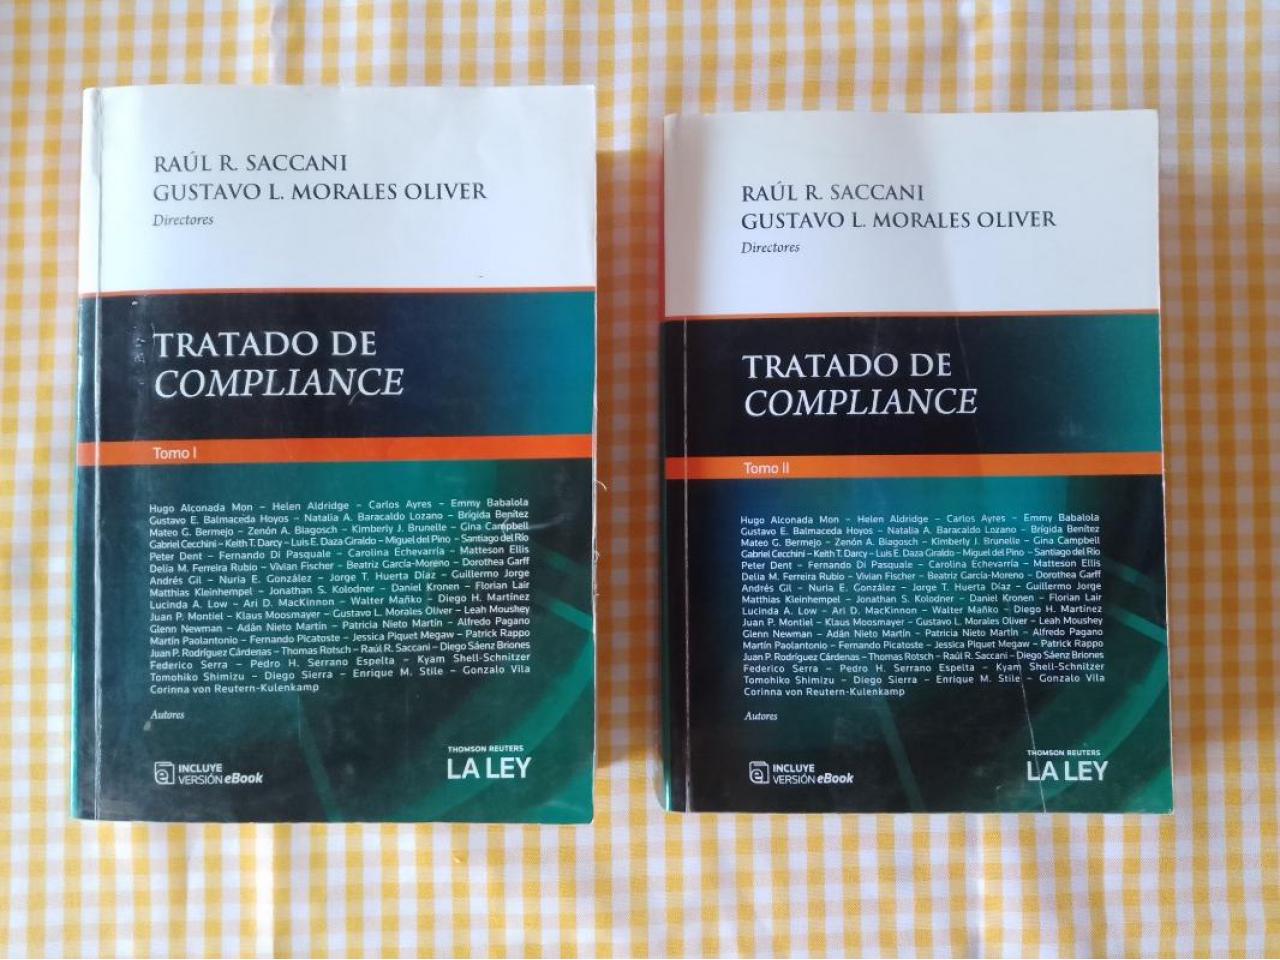 RAÚL R. SACCANI
GUSTAVO L. MORALES OLIVER
Directores
TRATADO DE
COMPLIANCE
Tomo I
Hugo Alconada Mon – Helen Aldridge – Carlos Ayres – Emmy Babalola
Gustavo E. Balmaceda Hoyos – Natalia A. Baracaldo Lozano – Brígida Benítez
Mateo G. Bermejo – Zenón A. Biagosch – Kimberly J. Brunelle – Gina Campbell
Gabriel Cecchini – Keith T. Darcy – Luis E. Daza Giraldo – Miguel del Pino – Santiago del Río
Peter Dent – Fernando Di Pasquale – Carolina Echevarría – Matteson Ellis
Delia M. Ferreira Rubio – Vivian Fischer – Beatriz García-Moreno – Dorothea Garff
Andrés Gil – Nuria E. González – Jorge T. Huerta Díaz – Guillermo Jorge
Matthias Kleinhempel – Jonathan S. Kolodner – Daniel Kronen – Florian Lair
Lucinda A. Low – Ari D. MacKinnon – Walter Mañko – Diego H. Martínez
Juan P. Montiel – Klaus Moosmayer – Gustavo L. Morales Oliver – Leah Moushey
Glenn Newman – Adán Nieto Martín – Patricia Nieto Martín – Alfredo Pagano
Martín Paolantonio – Fernando Picatoste – Jessica Piquet Megaw – Patrick Rappo
Juan P. Rodríguez Cárdenas – Thomas Rotsch – Raúl R. Saccani – Diego Sáenz Briones
Federico Serra – Pedro H. Serrano Espelta – Kyam Shell-Schnitzer
Tomohiko Shimizu – Diego Sierra – Enrique M. Stile – Gonzalo Vila
Corinna von Reutern-Kulenkamp
Autores
INCLUYE
VERSIÓN eBook
THOMSON REUTERS
LA LEY
RAÚL R. SACCANI
GUSTAVO L. MORALES OLIVER
Directores
TRATADO DE
COMPLIANCE
Tomo II
Hugo Alconada Mon – Helen Aldridge – Carlos Ayres – Emmy Babalola
Gustavo E. Balmaceda Hoyos – Natalia A. Baracaldo Lozano – Brígida Benítez
Mateo G. Bermejo – Zenón A. Biagosch – Kimberly J. Brunelle – Gina Campbell
Gabriel Cecchini – Keith T. Darcy – Luis E. Daza Giraldo – Miguel del Pino – Santiago del Río
Peter Dent – Fernando Di Pasquale – Carolina Echevarría – Matteson Ellis
Delia M. Ferreira Rubio – Vivian Fischer – Beatriz García-Moreno – Dorothea Garff
Andrés Gil – Nuria E. González – Jorge T. Huerta Díaz – Guillermo Jorge
Matthias Kleinhempel – Jonathan S. Kolodner – Daniel Kronen – Florian Lair
Lucinda A. Low – Ari D. MacKinnon – Walter Mañko – Diego H. Martínez
Juan P. Montiel – Klaus Moosmayer – Gustavo L. Morales Oliver – Leah Moushey
Glenn Newman – Adán Nieto Martín – Patricia Nieto Martín – Alfredo Pagano
Martín Paolantonio – Fernando Picatoste – Jessica Piquet Megaw – Patrick Rappo
Juan P. Rodríguez Cárdenas – Thomas Rotsch – Raúl R. Saccani – Diego Sáenz Briones
Federico Serra – Pedro H. Serrano Espelta – Kyam Shell-Schnitzer
Tomohiko Shimizu – Diego Sierra – Enrique M. Stile – Gonzalo Vila
Corinna von Reutern-Kulenkamp
Autores
INCLUYE
VERSIÓN eBook
THOMSON REUTERS
LA LEY